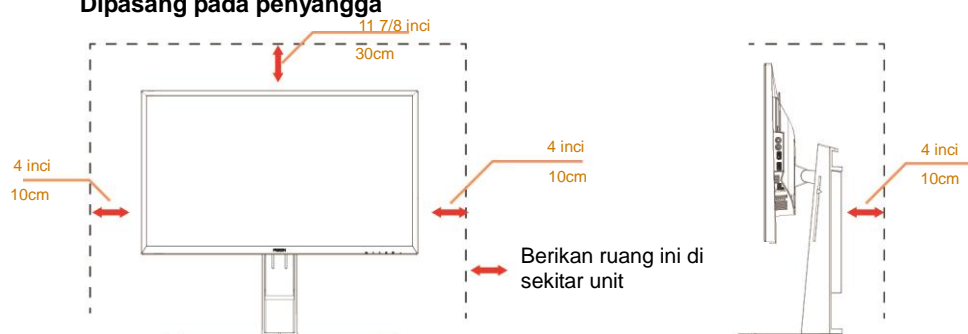 Dipasang pada penyangga
11 7/8 inci
30cm
4 inci
10cm
4 inci
10cm
4 inci
10cm
Berikan ruang ini di
sekitar unit